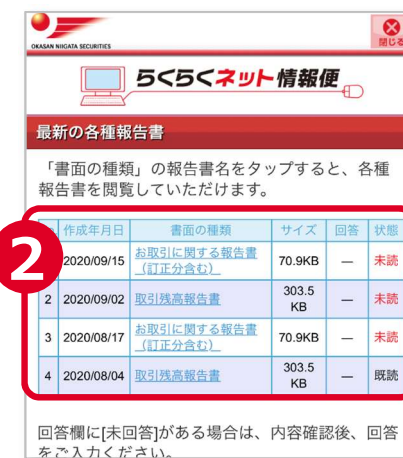 OKASAN NIIGATA SECURITIES
閉じる
らくらくネット情報便
最新の各種報告書
「書面の種類」の報告書名をタップすると、各種
報告書を閲覧していただけます。
2
作成年月日 書面の種類 サイズ 回答 状態
2020/09/15 お取引に関する報告書（訂正分含む） 70.9KB — 未読
2 2020/09/02 取引残高報告書 303.5KB — 未読
3 2020/08/17 お取引に関する報告書（訂正分含む） 70.9KB — 未読
4 2020/08/04 取引残高報告書 303.5KB — 既読
回答欄に[未回答]がある場合は、内容確認後、回答
をご入力ください。